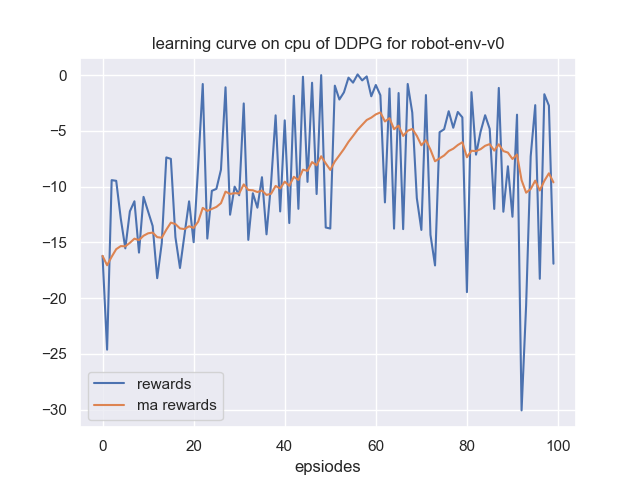 learning curve on cpu of DDPG for robot-env-v0
0
−5
−10
−15
−20
−25
−30
rewards
ma rewards
0 20 40 60 80 100
epsiodes